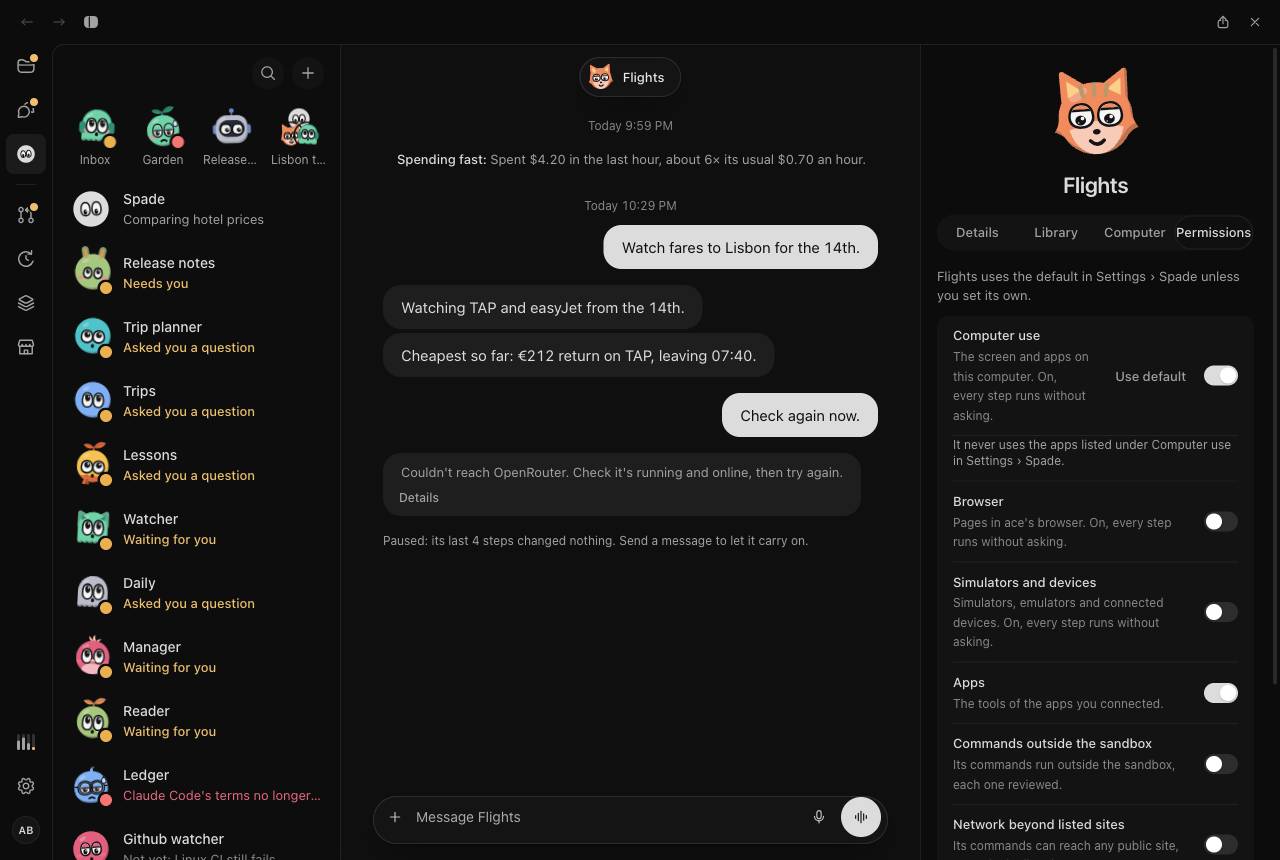 Inbox
Garden
Release...
Lisbon t...
Spade
Comparing hotel prices
Release notes
Needs you
Trip planner
Asked you a question
Trips
Asked you a question
Lessons
Asked you a question
Watcher
Waiting for you
Daily
Asked you a question
Manager
Waiting for you
Reader
Waiting for you
Ledger
Claude Code's terms no longer...
Github watcher
Not yet: Linux CI still fails
AB
Flights
Today 9:59 PM
Spending fast: Spent $4.20 in the last hour, about 6× its usual $0.70 an hour.
Today 10:29 PM
Watch fares to Lisbon for the 14th.
Watching TAP and easyJet from the 14th.
Cheapest so far: €212 return on TAP, leaving 07:40.
Check again now.
Couldn't reach OpenRouter. Check it's running and online, then try again.
Details
Paused: its last 4 steps changed nothing. Send a message to let it carry on.
Message Flights
Flights
Details
Library
Computer
Permissions
Flights uses the default in Settings › Spade unless
you set its own.
Computer use
The screen and apps on
this computer. On,
every step runs without
asking.
Use default
It never uses the apps listed under Computer use
in Settings › Spade.
Browser
Pages in ace's browser. On, every step
runs without asking.
Simulators and devices
Simulators, emulators and connected
devices. On, every step runs without
asking.
Apps
The tools of the apps you connected.
Commands outside the sandbox
Its commands run outside the sandbox,
each one reviewed.
Network beyond listed sites
Its commands can reach any public site,